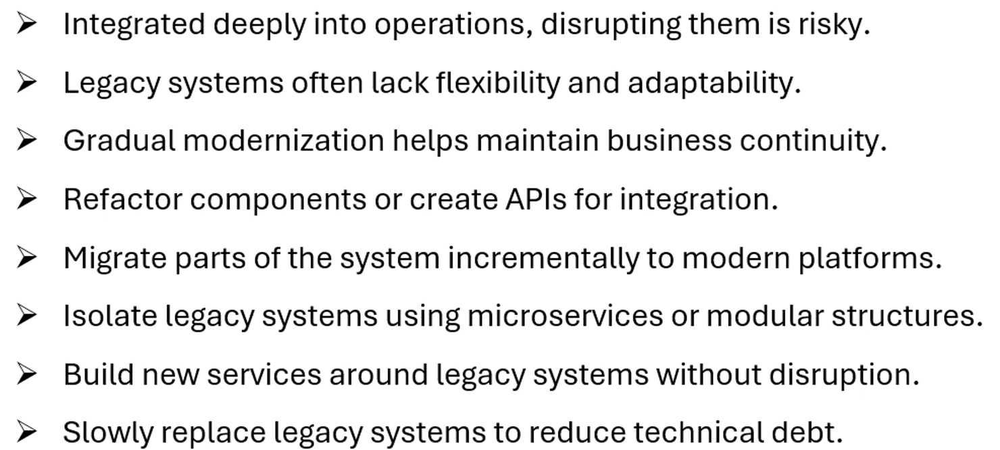 ➢ Integrated deeply into operations, disrupting them is risky.
➢ Legacy systems often lack flexibility and adaptability.
➢ Gradual modernization helps maintain business continuity.
➢ Refactor components or create APIs for integration.
➢ Migrate parts of the system incrementally to modern platforms.
➢ Isolate legacy systems using microservices or modular structures.
➢ Build new services around legacy systems without disruption.
➢ Slowly replace legacy systems to reduce technical debt.